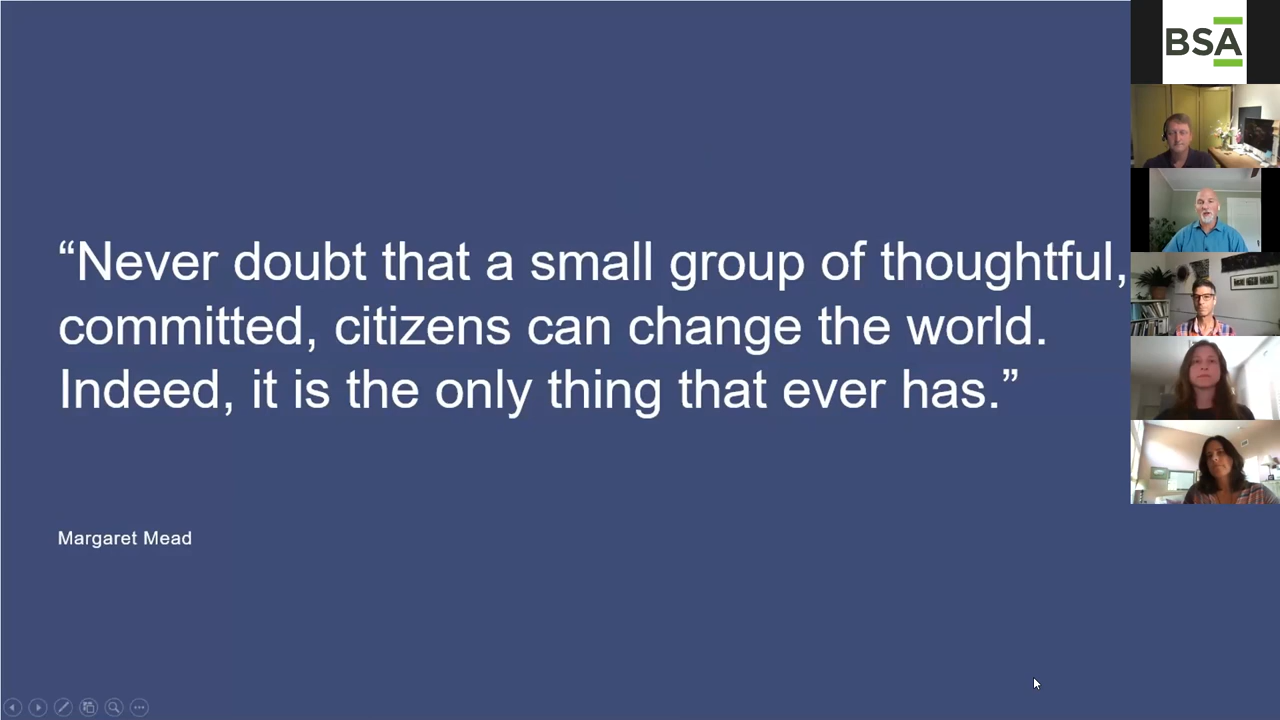 “Never doubt that a small group of thoughtful,
committed, citizens can change the world.
Indeed, it is the only thing that ever has.”
Margaret Mead
BSA